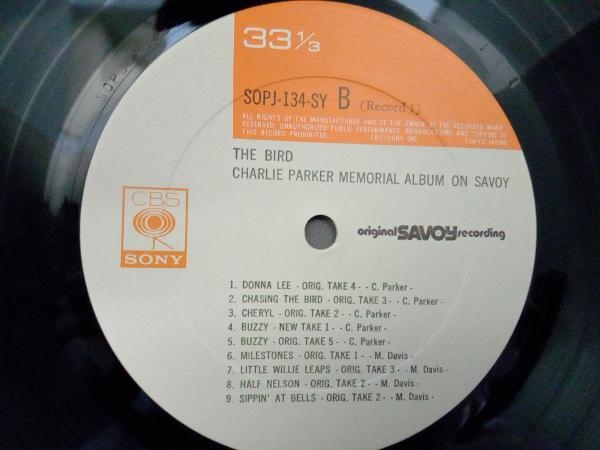 33 1/3
SOPJ-134-SY B (Record 1)
ALL RIGHTS OF THE MANUFACTURER AND OF THE OWNER OF THE RECORDED WORK
RESERVED. UNAUTHORIZED PUBLIC PERFORMANCE, BROADCASTING AND COPYING OF
THIS RECORD PROHIBITED. CBS/SONY INC. TOKYO JAPAN
THE BIRD
CHARLIE PARKER MEMORIAL ALBUM ON SAVOY
CBS
SONY
original SAVOY recording
1. DONNA LEE - ORIG. TAKE 4 - - C. Parker -
2. CHASING THE BIRD - ORIG. TAKE 3 - - C. Parker -
3. CHERYL - ORIG. TAKE 2 - - C. Parker -
4. BUZZY - NEW TAKE 1 - - C. Parker -
5. BUZZY - ORIG. TAKE 5 - - C. Parker -
6. MILESTONES - ORIG. TAKE 1 - - M. Davis -
7. LITTLE WILLIE LEAPS - ORIG. TAKE 3 - - M. Davis -
8. HALF NELSON - ORIG. TAKE 2 - - M. Davis -
9. SIPPIN' AT BELLS - ORIG. TAKE 2 - - M. Davis -